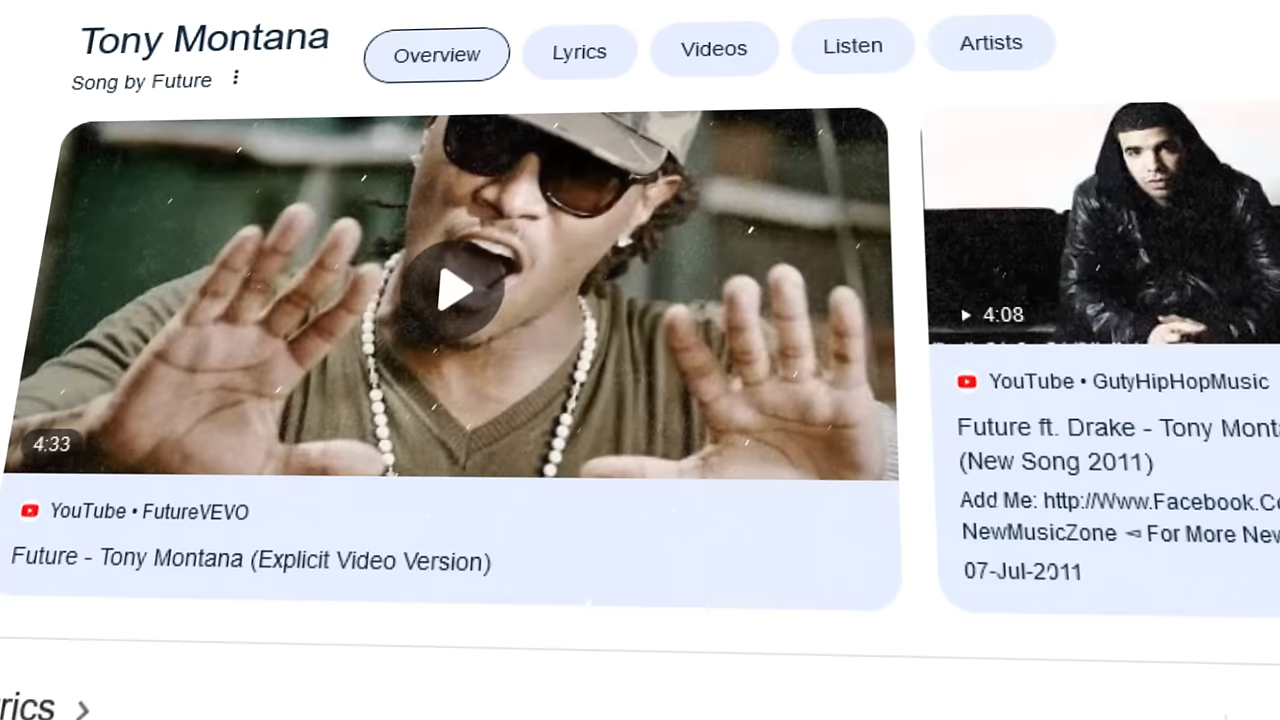 Tony Montana
Song by Future
Overview
Lyrics
Videos
Listen
Artists
4:33
YouTube • FutureVEVO
Future - Tony Montana (Explicit Video Version)
4:08
YouTube • GutyHipHopMusic
Future ft. Drake - Tony Mont
(New Song 2011)
Add Me: http://Www.Facebook.Co
NewMusicZone ◅ For More New
07-Jul-2011
rics